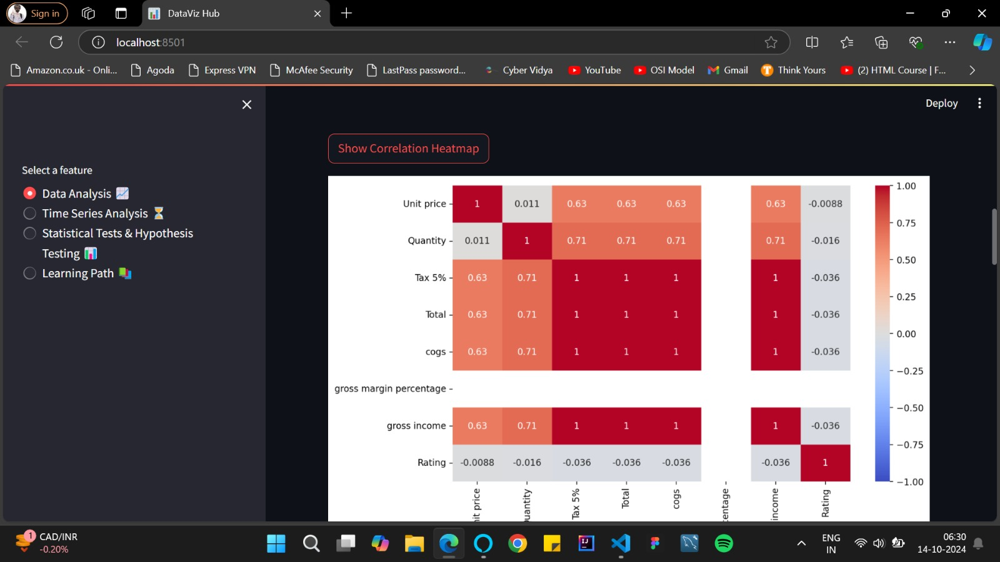 Sign in
DataViz Hub
localhost:8501
Amazon.co.uk - Onli...
Agoda
Express VPN
McAfee Security
LastPass password...
Cyber Vidya
YouTube
OSI Model
Gmail
Think Yours
(2) HTML Course | F...
Deploy
Select a feature
Data Analysis
Time Series Analysis
Statistical Tests & Hypothesis
Testing
Learning Path
Show Correlation Heatmap
Unit price 1 0.011 0.63 0.63 0.63 0.63 -0.0088
Quantity 0.011 1 0.71 0.71 0.71 0.71 -0.016
Tax 5% 0.63 0.71 1 1 1 1 -0.036
Total 0.63 0.71 1 1 1 1 -0.036
cogs 0.63 0.71 1 1 1 1 -0.036
gross margin percentage
gross income 0.63 0.71 1 1 1 1 -0.036
Rating -0.0088 -0.016 -0.036 -0.036 -0.036 -0.036 1
nit price
uantity
Tax 5%
Total
cogs
entage
income
Rating
1.00
0.75
0.50
0.25
0.00
−0.25
−0.50
−0.75
−1.00
1
CAD/INR
-0.20%
IJ
ENG
IN
06:30
14-10-2024